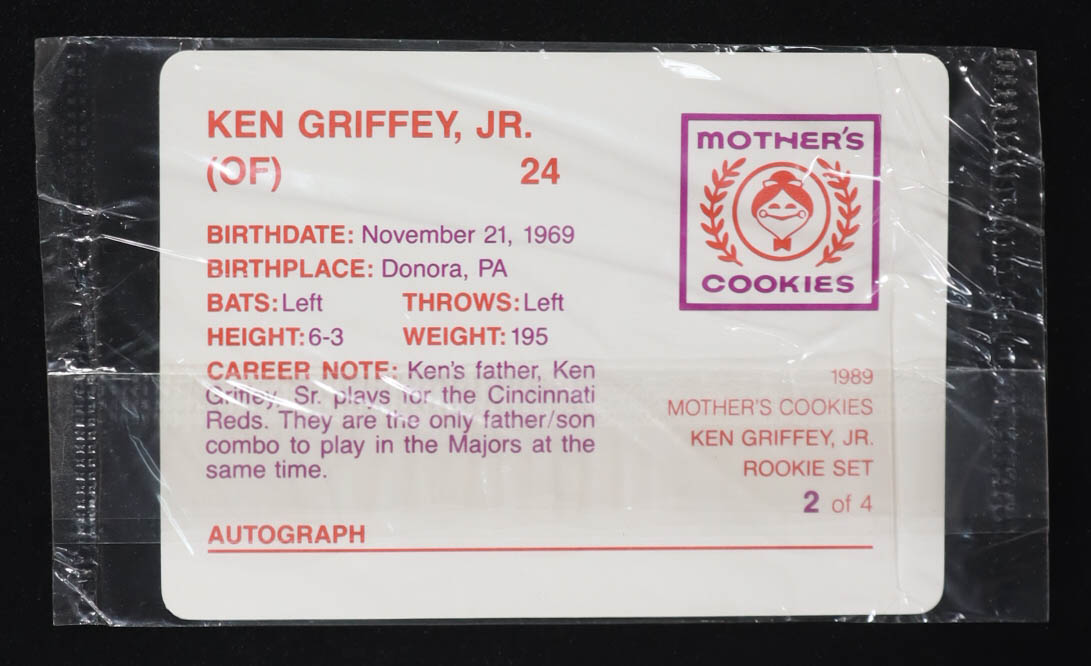 KEN GRIFFEY, JR.
(OF) 24
MOTHER'S
COOKIES
BIRTHDATE: November 21, 1969
BIRTHPLACE: Donora, PA
BATS: Left THROWS: Left
HEIGHT: 6-3 WEIGHT: 195
CAREER NOTE: Ken's father, Ken
Griffey, Sr. plays for the Cincinnati
Reds. They are the only father/son
combo to play in the Majors at the
same time.
1989
MOTHER'S COOKIES
KEN GRIFFEY, JR.
ROOKIE SET
2 of 4
AUTOGRAPH